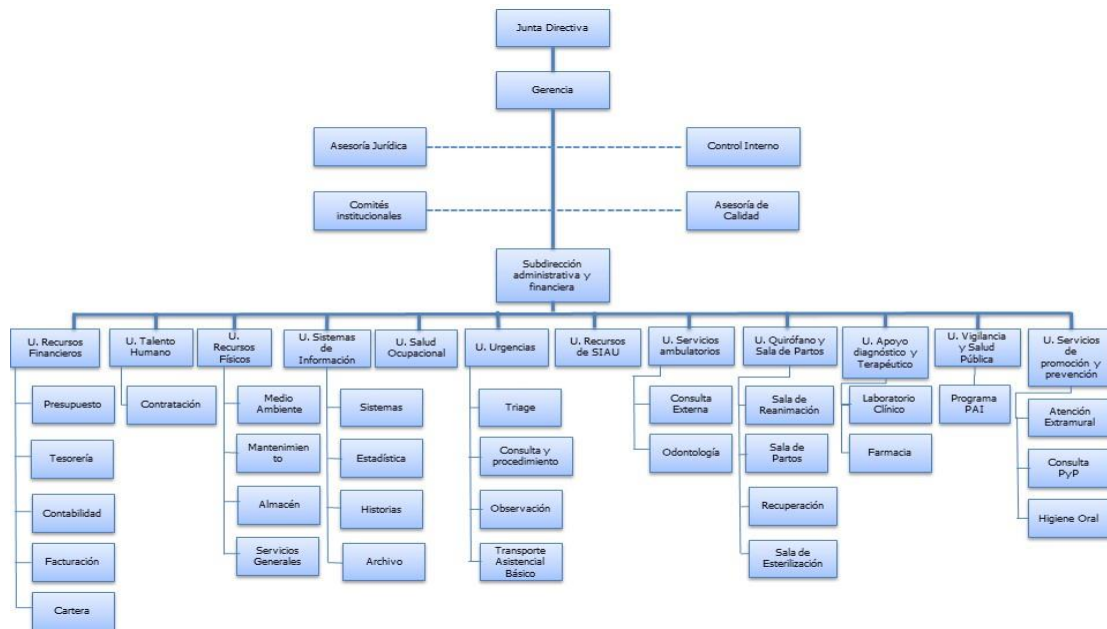 Junta Directiva
Gerencia
Asesoría Jurídica
Control Interno
Comités
institucionales
Asesoría de
Calidad
Subdirección
administrativa y
financiera
U. Recursos
Financieros
Presupuesto
Tesorería
Contabilidad
Facturación
Cartera
U. Talento
Humano
Contratación
U.
Recursos
Físicos
Medio
Ambiente
Mantenimie
nto
Almacén
Servicios
Generales
U. Sistemas
de
Información
Sistemas
Estadística
Historias
Archivo
U. Salud
Ocupacional
U. Urgencias
Triage
Consulta y
procedimiento
Observación
Transporte
Asistencial
Básico
U. Recursos
de SIAU
U. Servicios
ambulatorios
Consulta
Externa
Odontología
U. Quirófano y
Sala de Partos
Sala de
Reanimación
Sala de
Partos
Recuperación
Sala de
Esterilización
U. Apoyo
diagnóstico y
Terapéutico
Laboratorio
Clínico
Farmacia
U. Vigilancia
y Salud
Pública
Programa
PAI
U. Servicios
de
promoción y
prevención
Atención
Extramural
Consulta
PyP
Higiene Oral